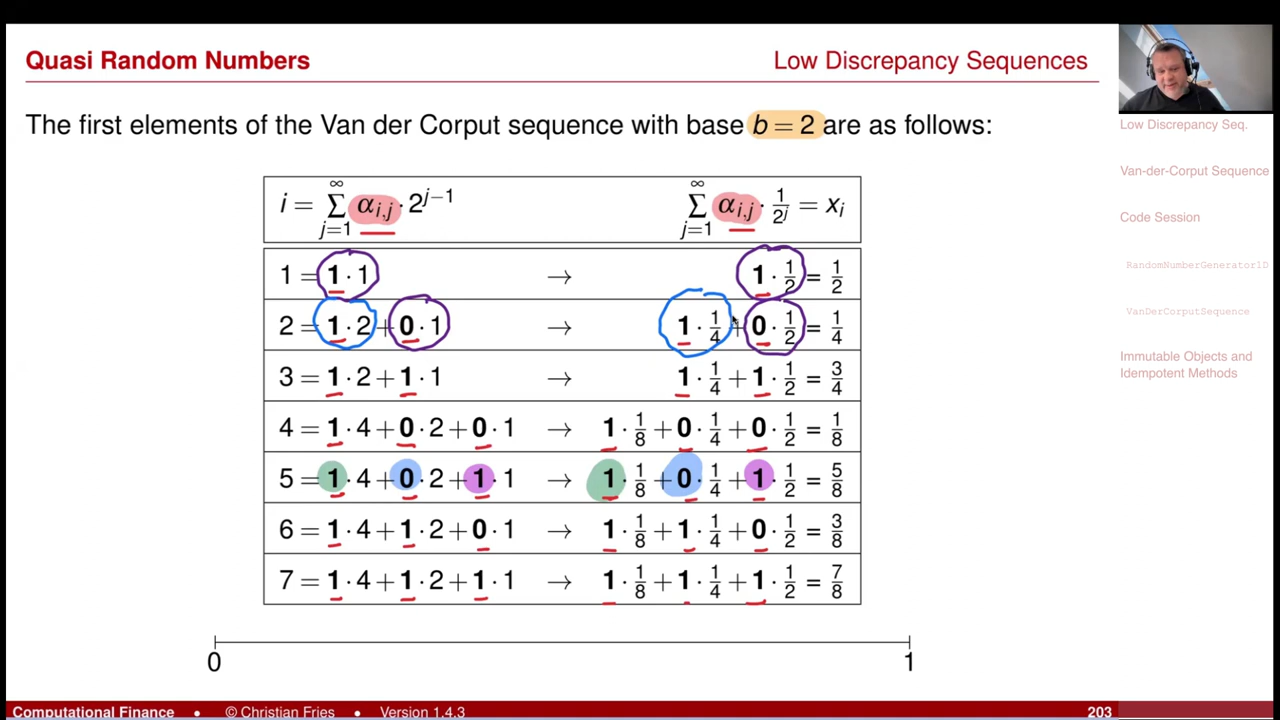 Quasi Random Numbers Low Discrepancy Sequences
The first elements of the Van der Corput sequence with base b = 2 are as follows:
i = ∑_{j=1}^{∞} α_{i,j} · 2^{j−1} ∑_{j=1}^{∞} α_{i,j} · 1/2^j = x_i
1 = 1 · 1 → 1 · 1/2 = 1/2
2 = 1 · 2 + 0 · 1 → 1 · 1/4 + 0 · 1/2 = 1/4
3 = 1 · 2 + 1 · 1 → 1 · 1/4 + 1 · 1/2 = 3/4
4 = 1 · 4 + 0 · 2 + 0 · 1 → 1 · 1/8 + 0 · 1/4 + 0 · 1/2 = 1/8
5 = 1 · 4 + 0 · 2 + 1 · 1 → 1 · 1/8 + 0 · 1/4 + 1 · 1/2 = 5/8
6 = 1 · 4 + 1 · 2 + 0 · 1 → 1 · 1/8 + 1 · 1/4 + 0 · 1/2 = 3/8
7 = 1 · 4 + 1 · 2 + 1 · 1 → 1 · 1/8 + 1 · 1/4 + 1 · 1/2 = 7/8
0 1
Low Discrepancy Seq.
Van-der-Corput Sequence
Code Session
RandomNumberGenerator1D
VanDerCorputSequence
Immutable Objects and
Idempotent Methods
Computational Finance • © Christian Fries • Version 1.4.3 203